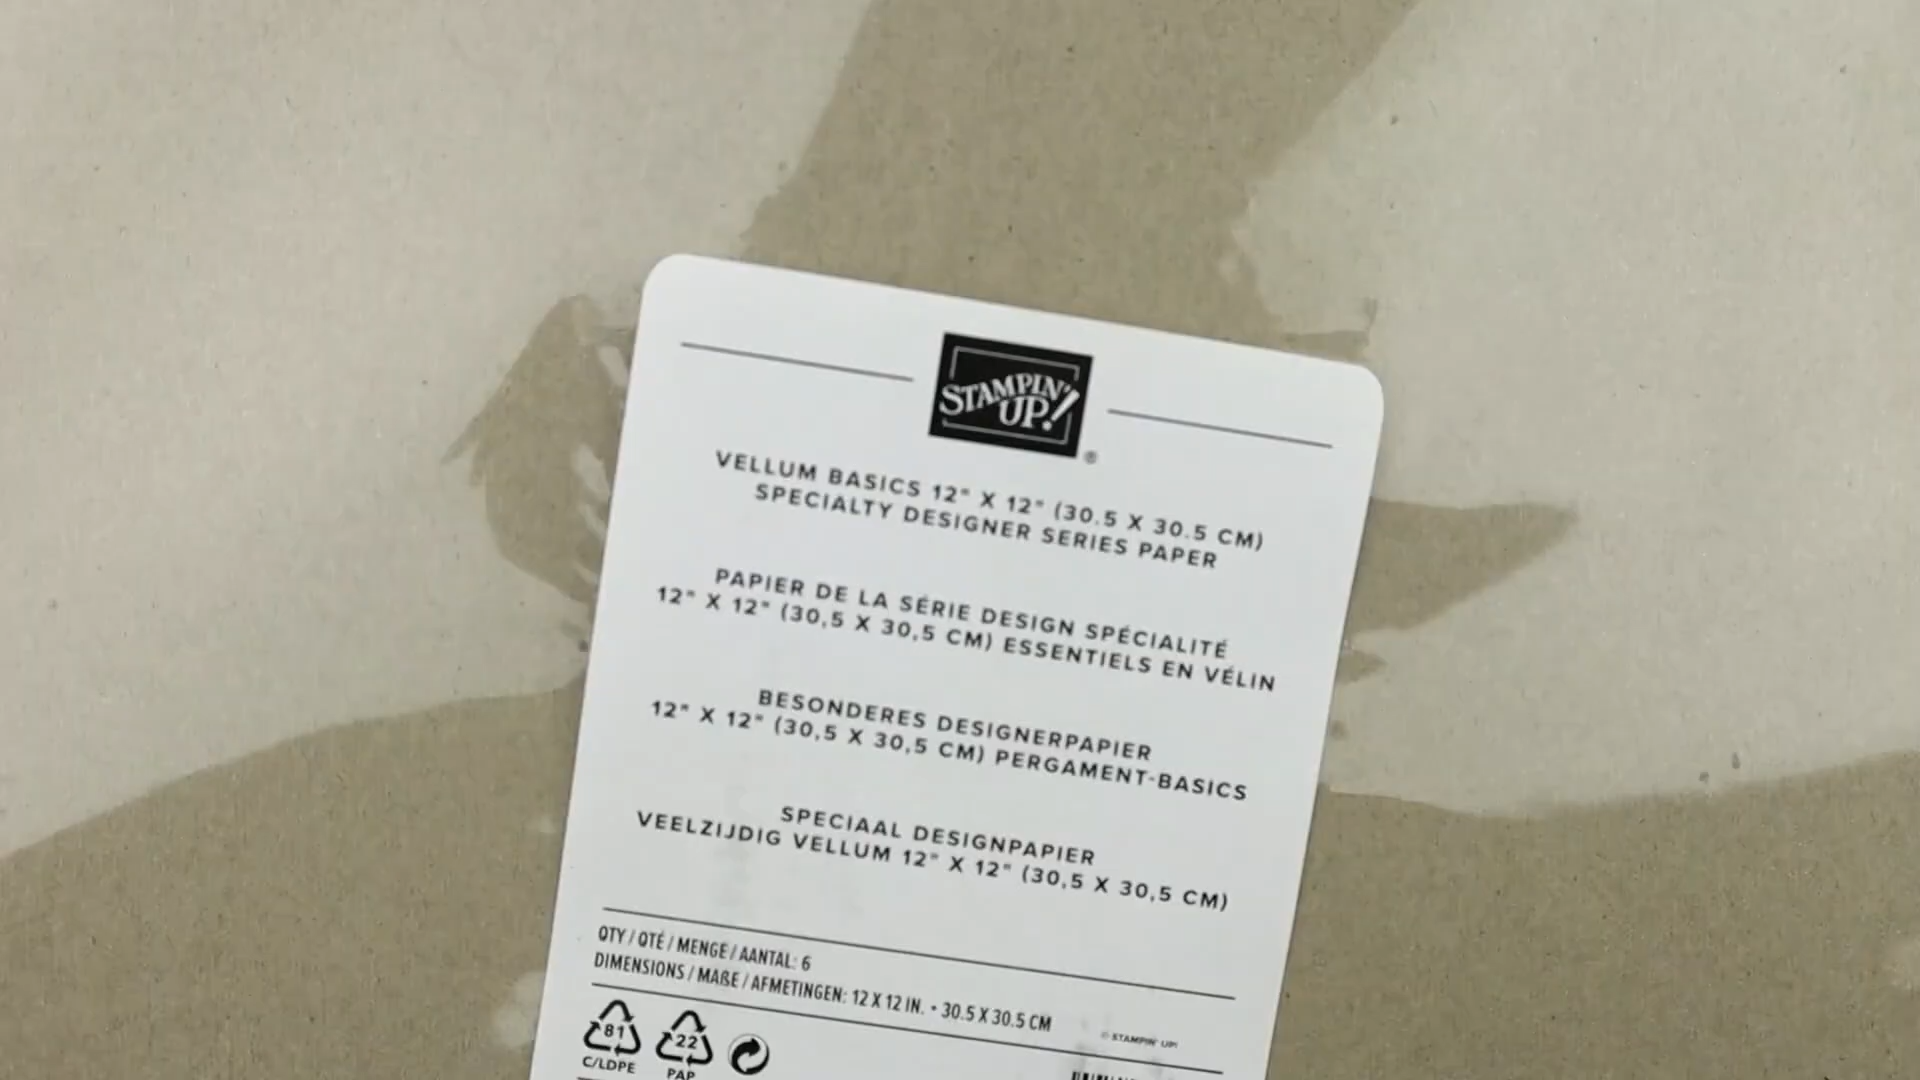 STAMPIN' UP!®
VELLUM BASICS 12" X 12" (30.5 X 30.5 CM)
SPECIALTY DESIGNER SERIES PAPER
PAPIER DE LA SÉRIE DESIGN SPÉCIALITÉ
12" X 12" (30,5 X 30,5 CM) ESSENTIELS EN VÉLIN
BESONDERES DESIGNERPAPIER
12" X 12" (30,5 X 30,5 CM) PERGAMENT-BASICS
SPECIAAL DESIGNPAPIER
VEELZIJDIG VELLUM 12" X 12" (30,5 X 30,5 CM)
QTY / QTÉ / MENGE / AANTAL: 6
DIMENSIONS / MAßE / AFMETINGEN: 12 X 12 IN. • 30.5 X 30.5 CM
© STAMPIN' UP!
81 22
C/LDPE PAP